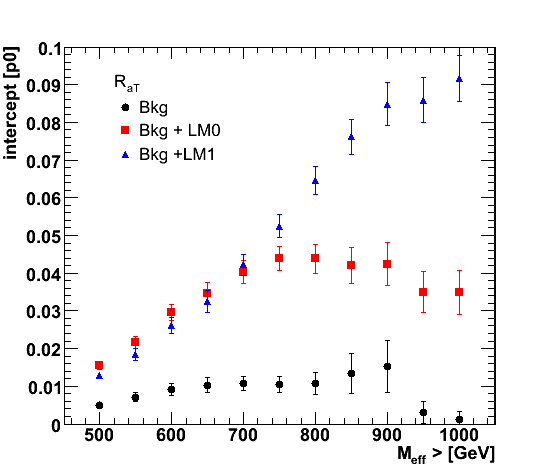 intercept [p0]
0.1
0.09
0.08
0.07
0.06
0.05
0.04
0.03
0.02
0.01
0
R_aT
Bkg
Bkg + LM0
Bkg +LM1
500 600 700 800 900 1000
M_eff > [GeV]